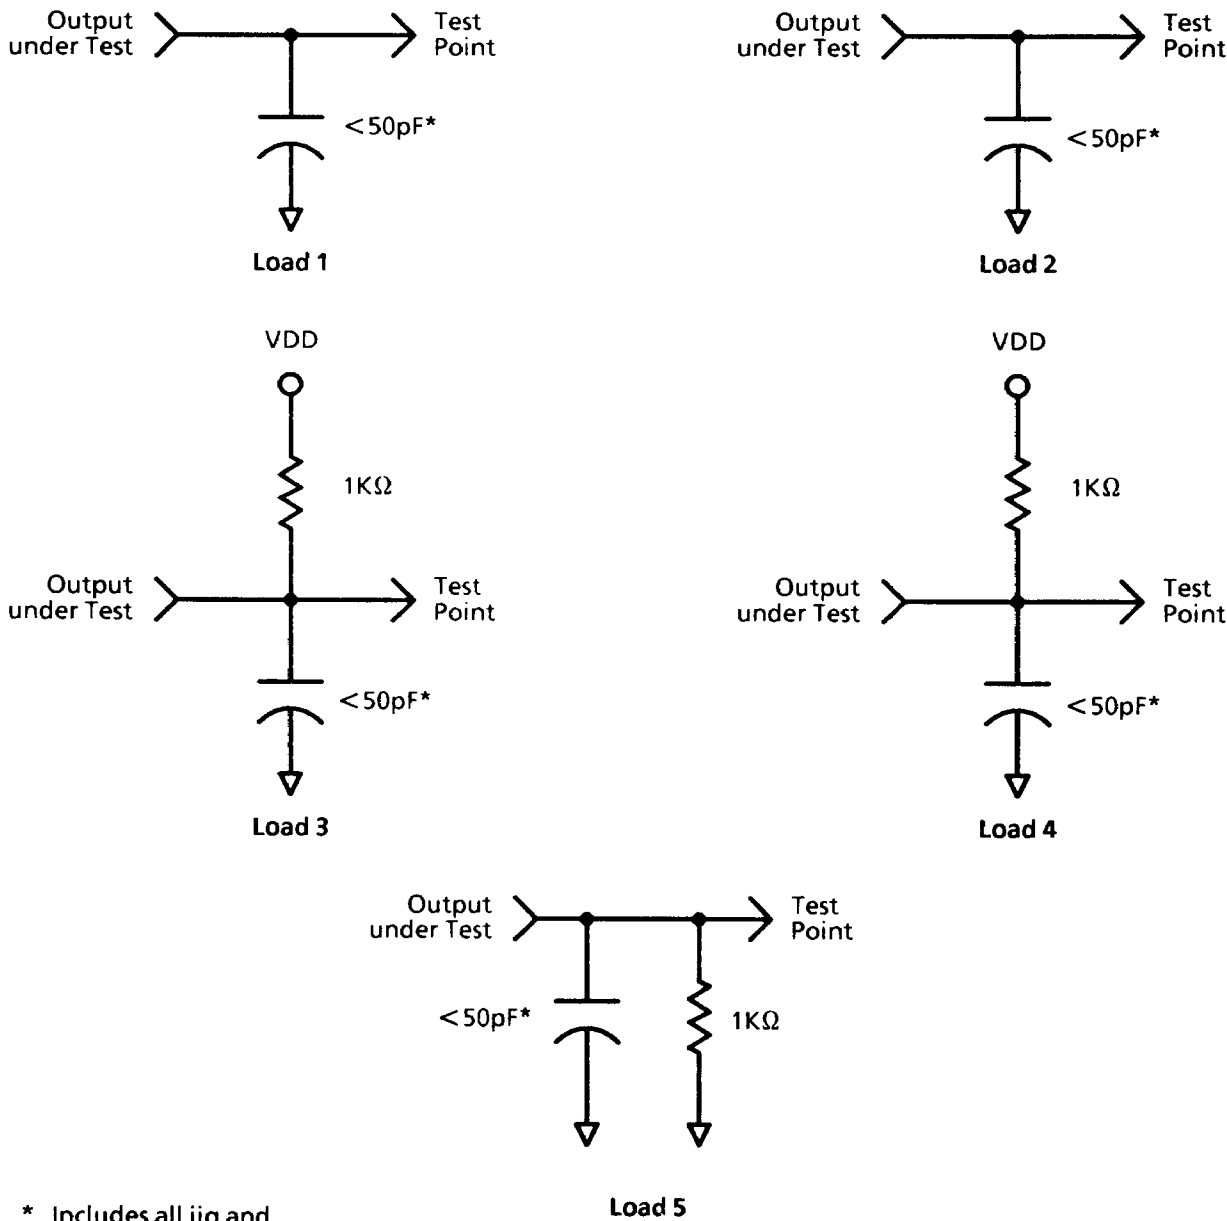 Output
under Test
Test
Point
<50pF*
Load 1
Output
under Test
Test
Point
<50pF*
Load 2
VDD
1KΩ
Output
under Test
Test
Point
<50pF*
Load 3
VDD
1KΩ
Output
under Test
Test
Point
<50pF*
Load 4
Output
under Test
Test
Point
<50pF*
1KΩ
Load 5
* Includes all jig and